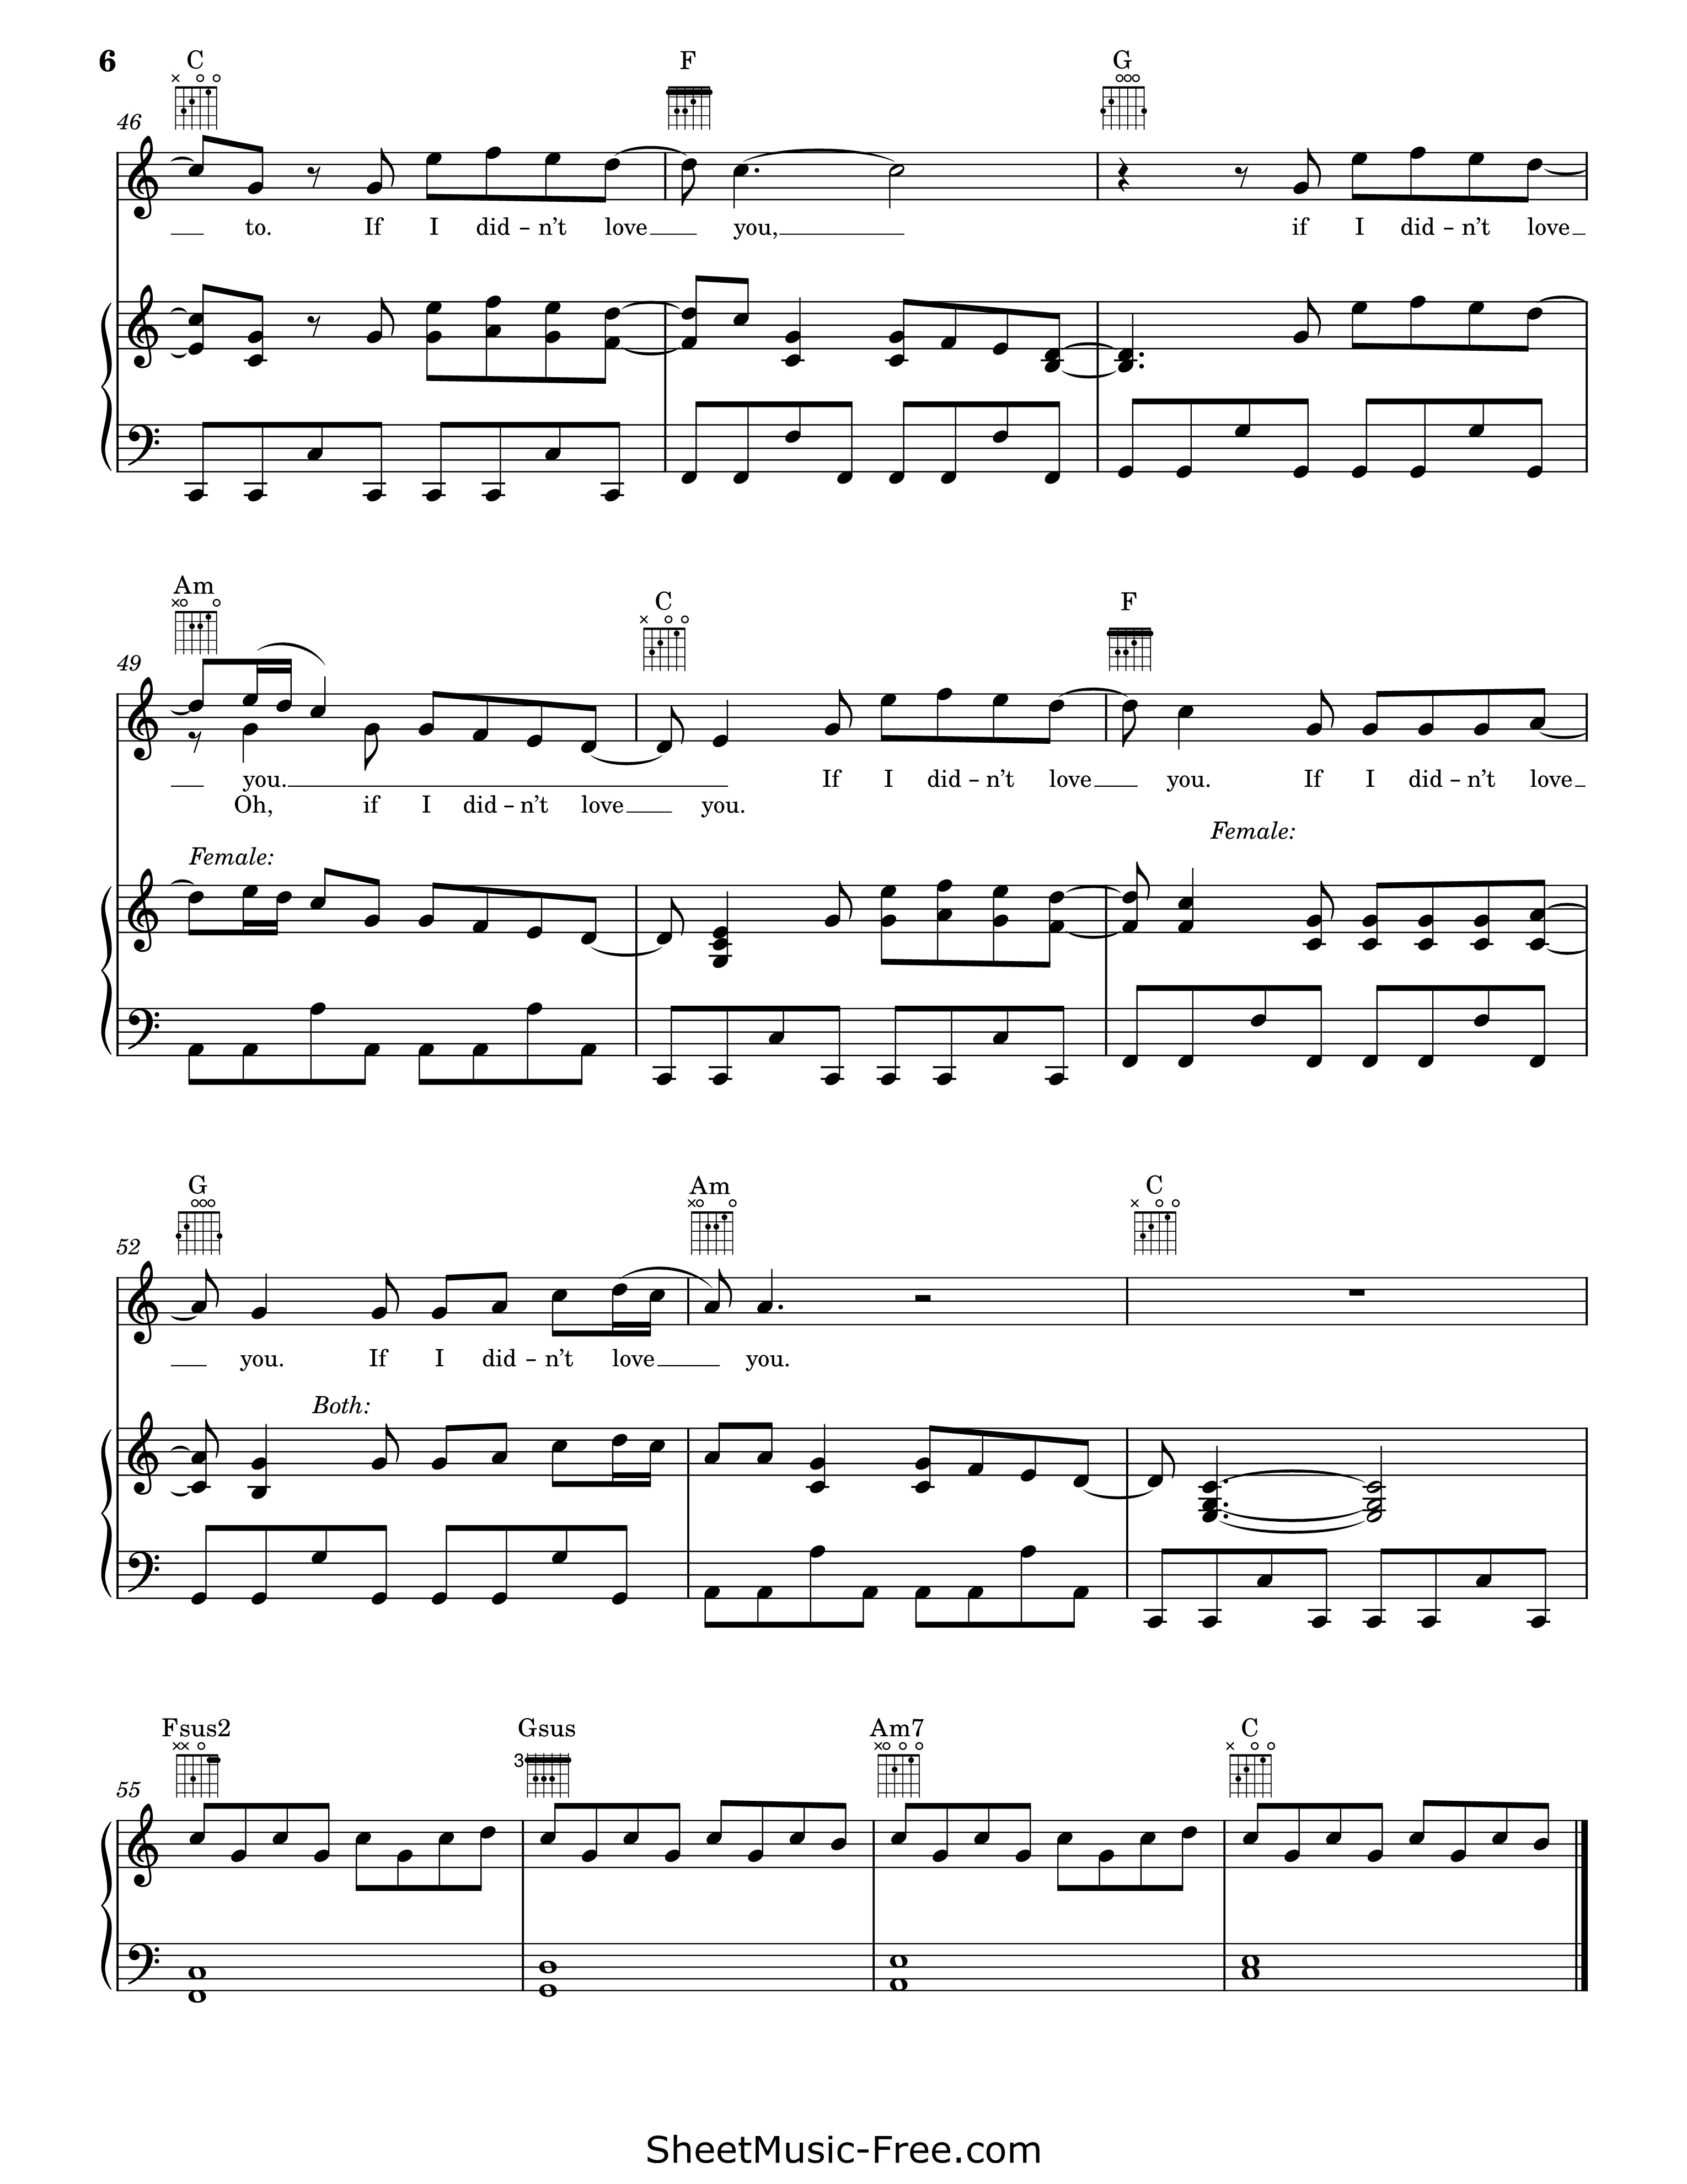 6
C F G
46
to. If I did – n’t love you, if I did – n’t love
Am C F
49
you. If I did – n’t love you. If I did – n’t love
Oh, if I did – n’t love you.
Female:
Female:
G Am C
52
you. If I did – n’t love you.
Both:
Fsus2 Gsus Am7 C
3
55
SheetMusic-Free.com